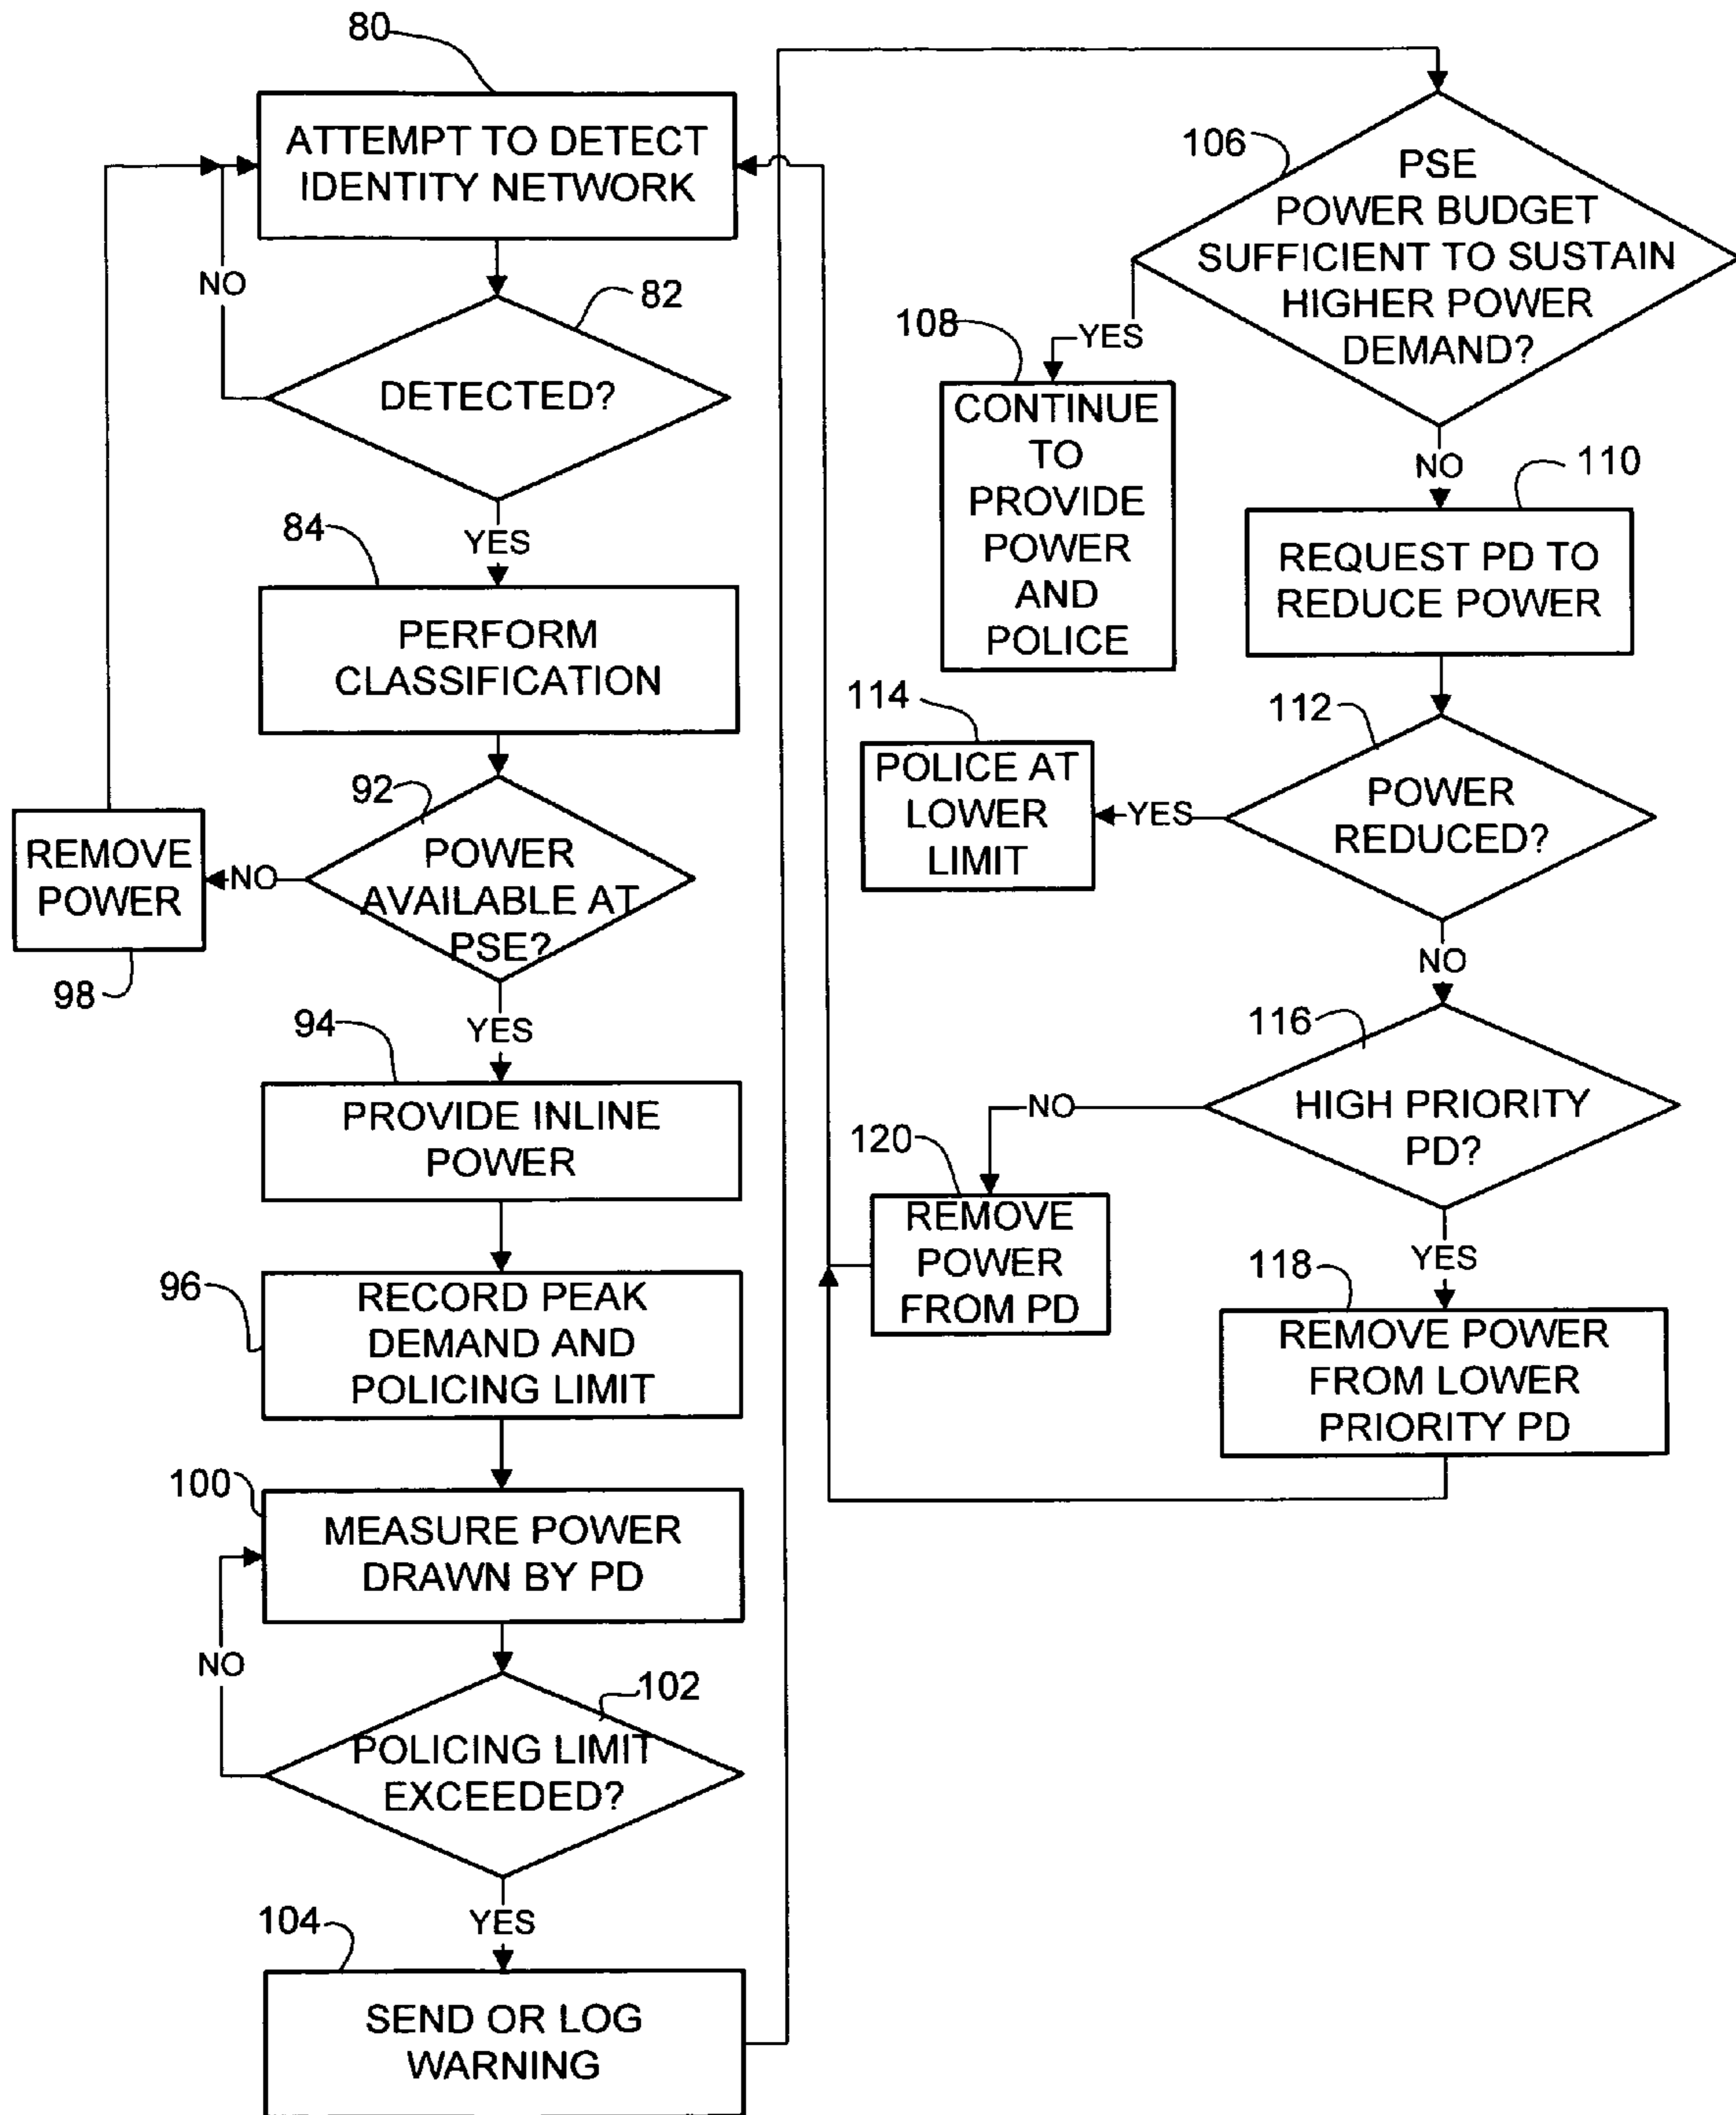 80
ATTEMPT TO DETECT
IDENTITY NETWORK
NO
82
DETECTED?
YES
84
PERFORM
CLASSIFICATION
92
POWER
AVAILABLE AT
PSE?
NO
REMOVE
POWER
98
YES
94
PROVIDE INLINE
POWER
96
RECORD PEAK
DEMAND AND
POLICING LIMIT
100
MEASURE POWER
DRAWN BY PD
NO
102
POLICING LIMIT
EXCEEDED?
YES
104
SEND OR LOG
WARNING
106
PSE
POWER BUDGET
SUFFICIENT TO SUSTAIN
HIGHER POWER
DEMAND?
YES
108
CONTINUE
TO
PROVIDE
POWER
AND
POLICE
NO
110
REQUEST PD TO
REDUCE POWER
112
POWER
REDUCED?
YES
114
POLICE AT
LOWER
LIMIT
NO
116
HIGH PRIORITY
PD?
NO
120
REMOVE
POWER
FROM PD
YES
118
REMOVE POWER
FROM LOWER
PRIORITY PD